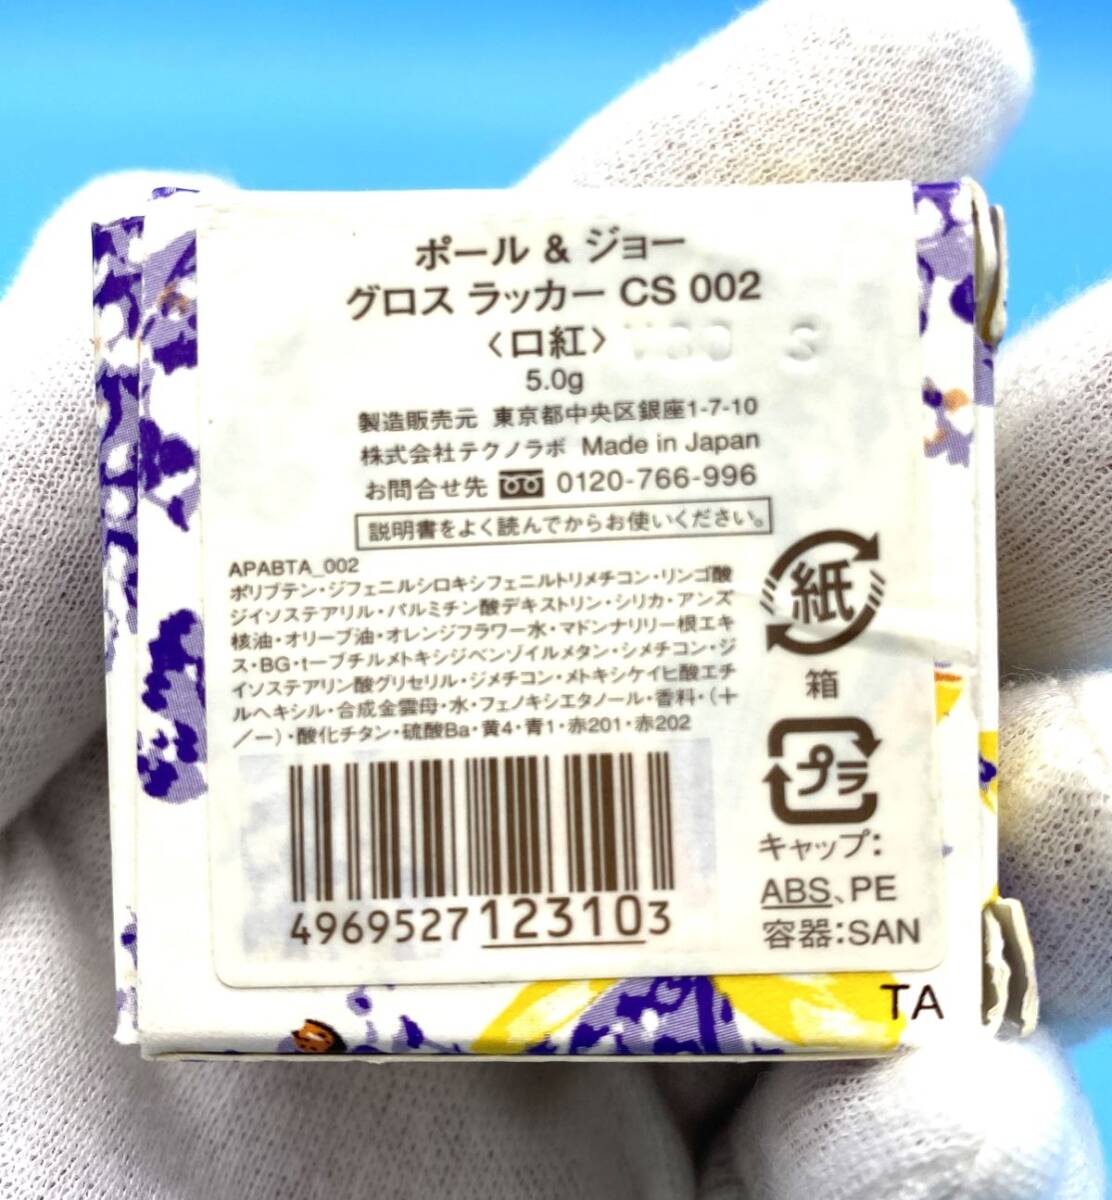 ポール & ジョー
グロス ラッカー CS 002
〈口紅〉
5.0g
製造販売元 東京都中央区銀座1-7-10
株式会社テクノラボ Made in Japan
お問合せ先 0120-766-996
説明書をよく読んでからお使いください。
APABTA_002
ポリブテン・ジフェニルシロキシフェニルトリメチコン・リンゴ酸
ジイソステアリル・パルミチン酸デキストリン・シリカ・アンズ
核油・オリーブ油・オレンジフラワー水・マドンナリリー根エキ
ス・BG・t-ブチルメトキシジベンゾイルメタン・シメチコン・ジ
イソステアリン酸グリセリル・ジメチコン・メトキシケイヒ酸エチ
ルヘキシル・合成金雲母・水・フェノキシエタノール・香料・(+
/-)・酸化チタン・硫酸Ba・黄4・青1・赤201・赤202
4969527123103
紙
箱
プラ
キャップ:
ABS、PE
容器:SAN
TA